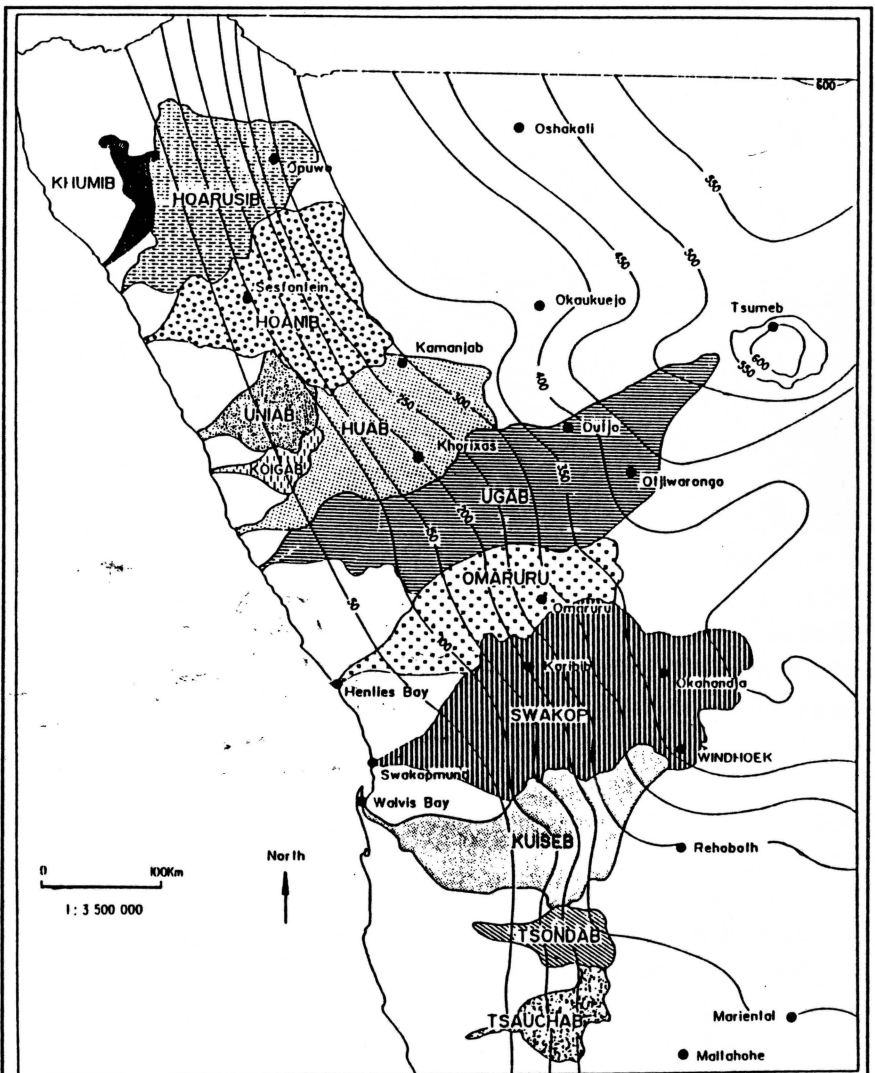 600
Oshakati
KHUMIB
Opuwo
HOARUSIB
550
450
500
Sesfontein
Okaukuejo
Tsumeb
HOANIB
Kamanjab
600
550
400
300
250
UNIAB
HUAB
Outjo
Khorixas
KOIGAB
350
Otjiwarongo
UGAB
200
150
OMARURU
50
Omaruru
100
Karibib
Okahandja
Henties Bay
SWAKOP
WINDHOEK
Swakopmund
Walvis Bay
KUISEB
Rehoboth
North
0 100Km
1 : 3 500 000
TSONDAB
TSAUCHAB
Mariental
Maltahohe